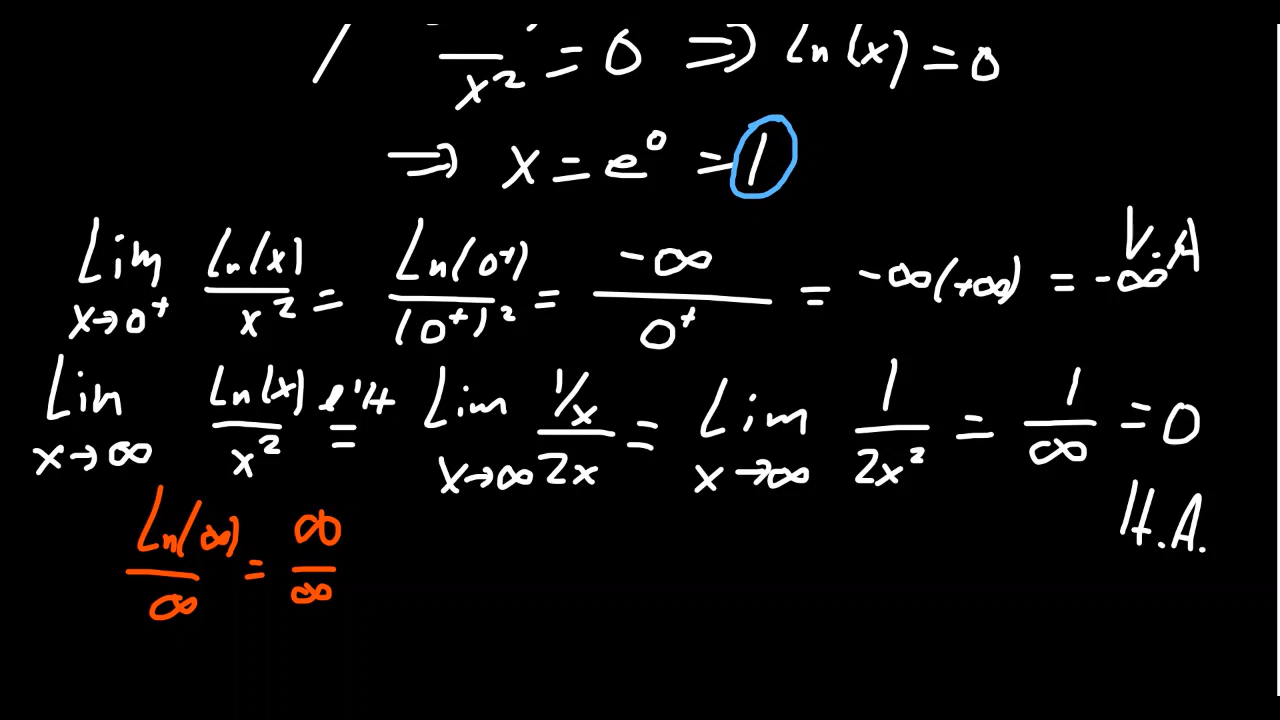 / x² = 0 ⇒ Ln(x) = 0
⇒ x = e⁰ = 1
Lim x→0⁺ Ln(x)/x² = Ln(0⁺)/(0⁺)² = -∞/0⁺ = -∞(+∞) = -∞ V.A
Lim x→∞ Ln(x)/x² l'H = Lim x→∞ 1/x/2x = Lim x→∞ 1/2x² = 1/∞ = 0
H.A.
Ln(∞)/∞ = ∞/∞